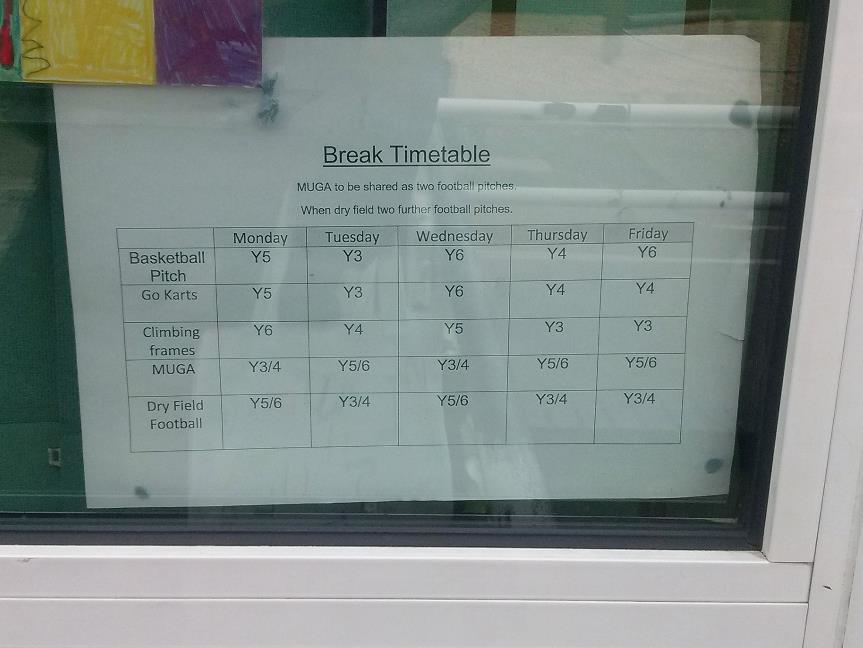 Break Timetable
MUGA to be shared as two football pitches.
When dry field two further football pitches.
Monday Tuesday Wednesday Thursday Friday
Basketball Pitch Y5 Y3 Y6 Y4 Y6
Go Karts Y5 Y3 Y6 Y4 Y4
Climbing frames Y6 Y4 Y5 Y3 Y3
MUGA Y3/4 Y5/6 Y3/4 Y5/6 Y5/6
Dry Field Football Y5/6 Y3/4 Y5/6 Y3/4 Y3/4